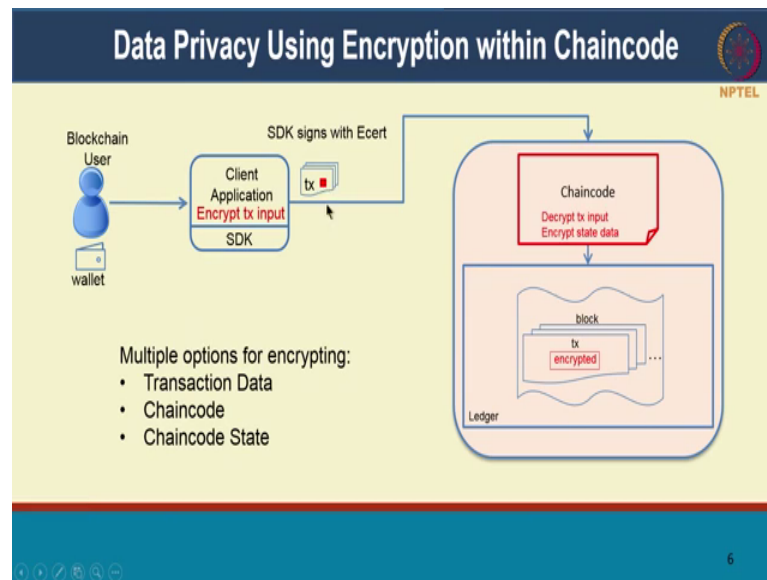 Data Privacy Using Encryption within Chaincode
NPTEL
Blockchain
User
wallet
Client
Application
Encrypt tx input
SDK
SDK signs with Ecert
tx
Chaincode
Decrypt tx input
Encrypt state data
block
tx
encrypted
...
Ledger
Multiple options for encrypting:
• Transaction Data
• Chaincode
• Chaincode State
6